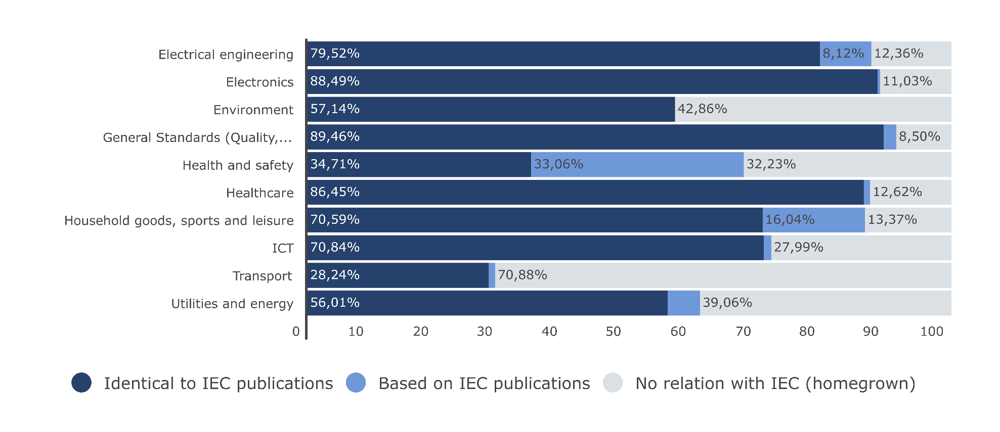 Electrical engineering 79,52% 8,12% 12,36%
Electronics 88,49% 11,03%
Environment 57,14% 42,86%
General Standards (Quality,... 89,46% 8,50%
Health and safety 34,71% 33,06% 32,23%
Healthcare 86,45% 12,62%
Household goods, sports and leisure 70,59% 16,04% 13,37%
ICT 70,84% 27,99%
Transport 28,24% 70,88%
Utilities and energy 56,01% 39,06%
0 10 20 30 40 50 60 70 80 90 100
Identical to IEC publications Based on IEC publications No relation with IEC (homegrown)